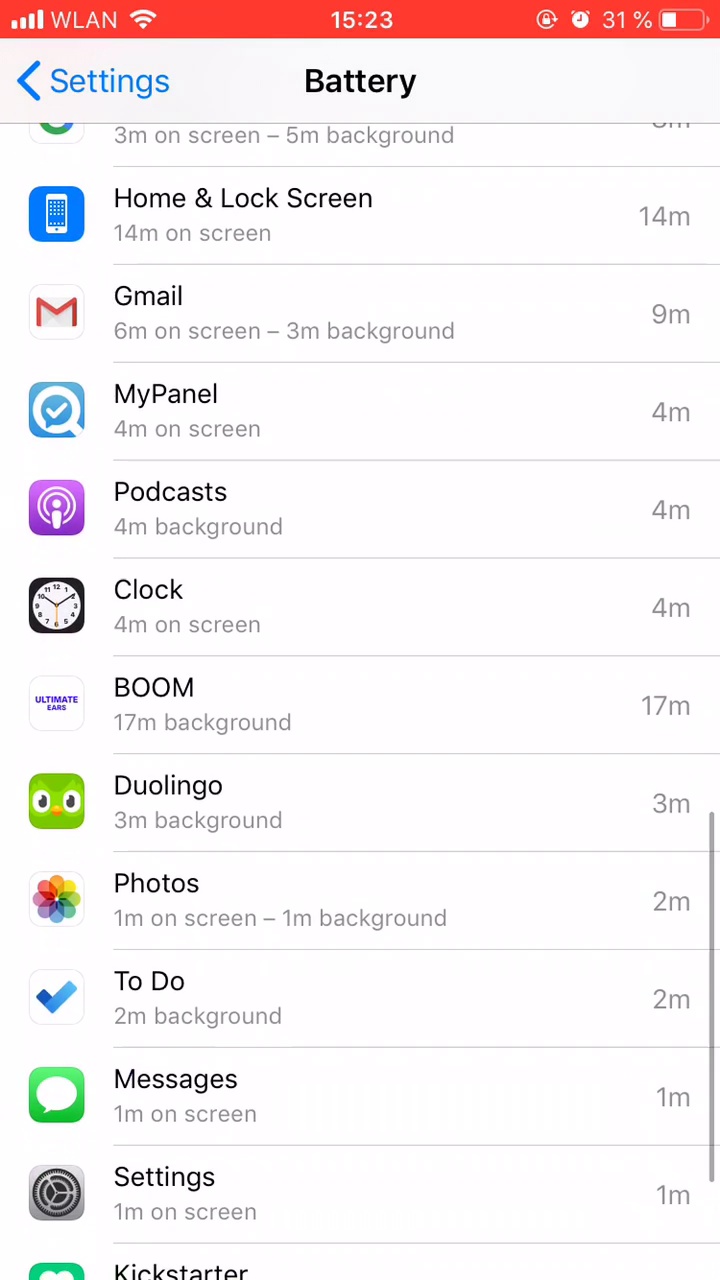 WLAN 15:23 31 %
Settings Battery
3m on screen – 5m background
Home & Lock Screen
14m on screen
14m
Gmail
6m on screen – 3m background
9m
MyPanel
4m on screen
4m
Podcasts
4m background
4m
Clock
4m on screen
4m
ULTIMATE
EARS
BOOM
17m background
17m
Duolingo
3m background
3m
Photos
1m on screen – 1m background
2m
To Do
2m background
2m
Messages
1m on screen
1m
Settings
1m on screen
1m
Kickstarter